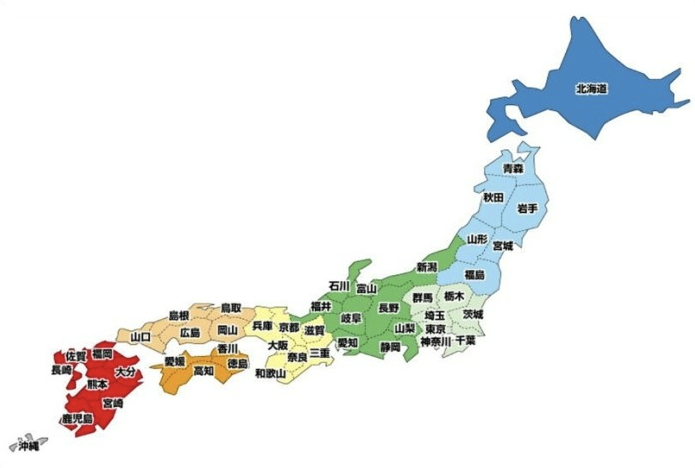 北海道
青森
秋田
岩手
山形
宮城
新潟
福島
石川
富山
群馬
栃木
福井
長野
茨城
岐阜
埼玉
山梨
東京
愛知
静岡
神奈川
千葉
鳥取
島根
兵庫
京都
滋賀
岡山
広島
山口
大阪
奈良
三重
和歌山
香川
愛媛
徳島
高知
福岡
佐賀
長崎
大分
熊本
宮崎
鹿児島
沖縄